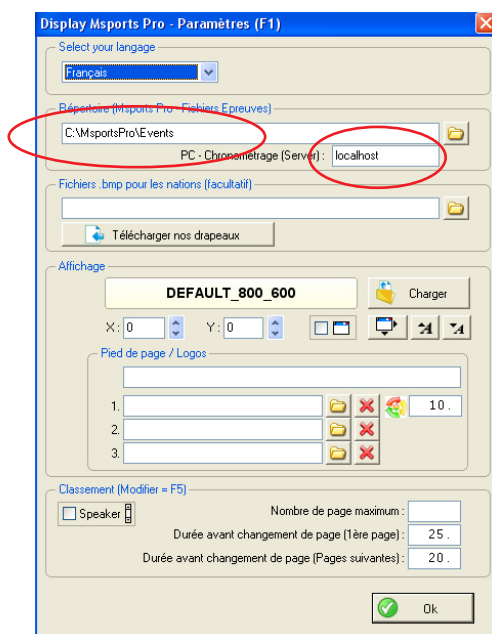 Display Msports Pro - Paramètres (F1)
Select your langage
Français
Répertoire (Msports Pro - Fichiers Epreuves)
C:\MsportsPro\Events
PC - Chronométrage (Server) : localhost
Fichiers .bmp pour les nations (facultatif)
Télécharger nos drapeaux
Affichage
DEFAULT_800_600 Charger
X : 0 Y : 0 A A
Pied de page / Logos
1. 10 .
2.
3.
Classement (Modifier = F5)
Speaker Nombre de page maximum :
Durée avant changement de page (1ère page) : 25 .
Durée avant changement de page (Pages suivantes) : 20 .
Ok